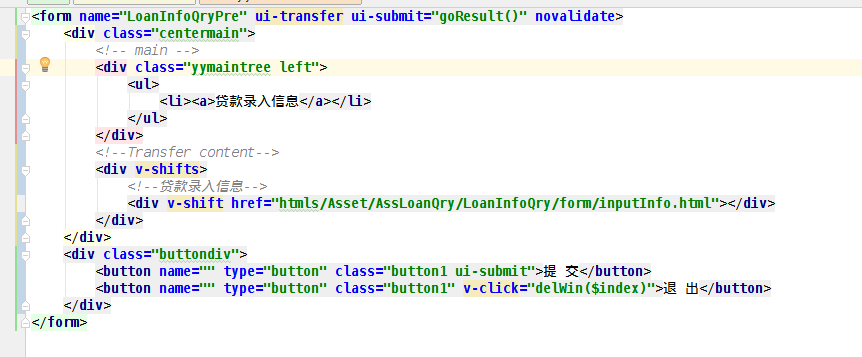 <form name="LoanInfoQryPre" ui-transfer ui-submit="goResult()" novalidate>
<div class="centermain">
<!-- main -->
<div class="yymaintree left">
<ul>
<li><a>贷款录入信息</a></li>
</ul>
</div>
<!--Transfer content-->
<div v-shifts>
<!--贷款录入信息-->
<div v-shift href="htmls/Asset/AssLoanQry/LoanInfoQry/form/inputInfo.html"></div>
</div>
</div>
<div class="buttondiv">
<button name="" type="button" class="button1 ui-submit">提 交</button>
<button name="" type="button" class="button1" v-click="delWin($index)">退 出</button>
</div>
</form>